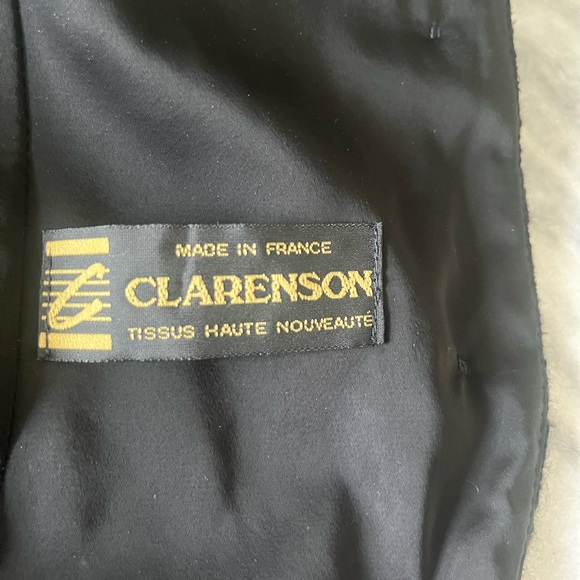 MADE IN FRANCE
CLARENSON
TISSUS HAUTE NOUVEAUTÉ